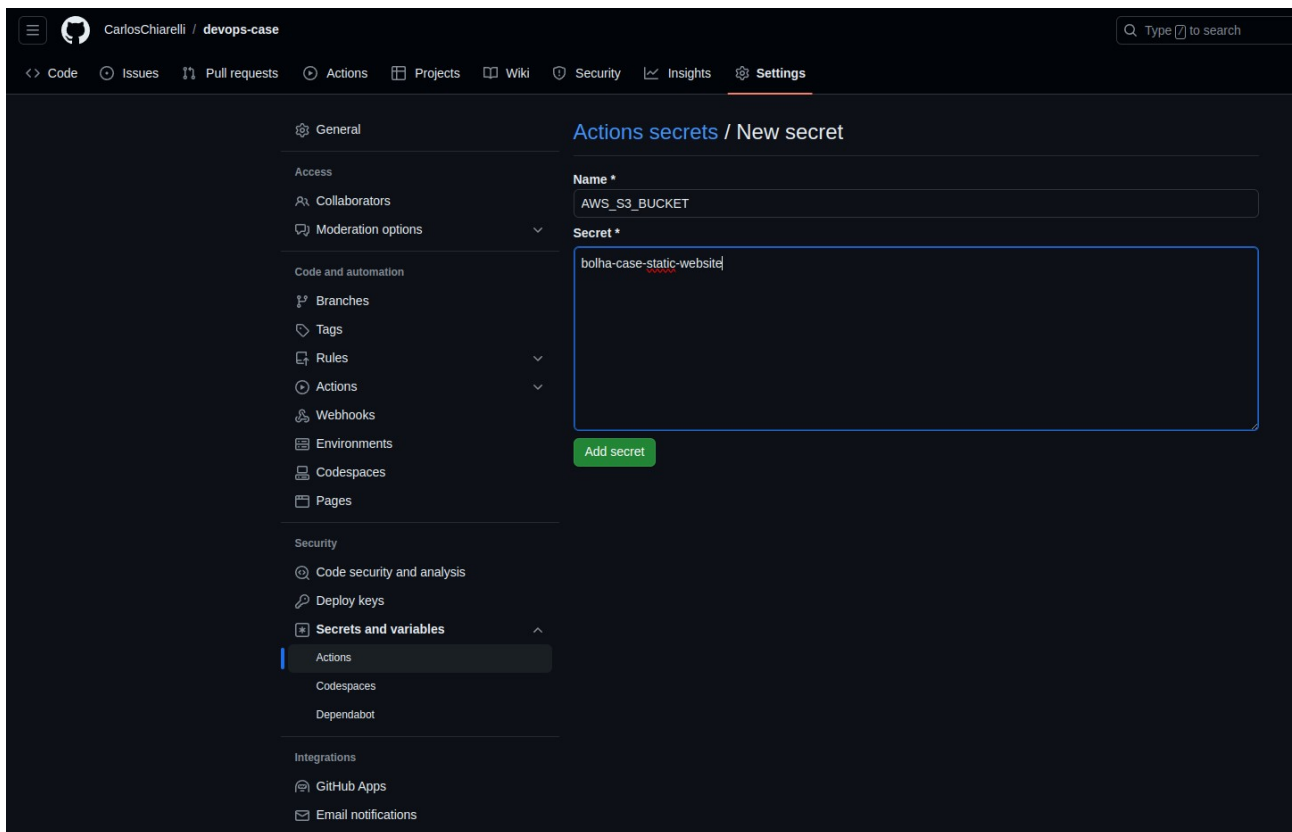 CarlosChiarelli / devops-case
Type / to search
Code Issues Pull requests Actions Projects Wiki Security Insights Settings
General
Access
Collaborators
Moderation options
Code and automation
Branches
Tags
Rules
Actions
Webhooks
Environments
Codespaces
Pages
Security
Code security and analysis
Deploy keys
Secrets and variables
Actions
Codespaces
Dependabot
Integrations
GitHub Apps
Email notifications
Actions secrets / New secret
Name *
AWS_S3_BUCKET
Secret *
bolha-case-static-website
Add secret